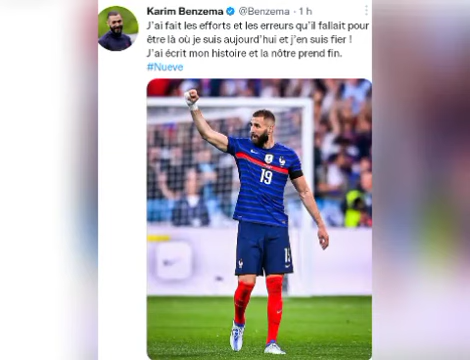 Karim Benzema @Benzema · 1 h
J'ai fait les efforts et les erreurs qu'il fallait pour
être là où je suis aujourd'hui et j'en suis fier !
J'ai écrit mon histoire et la nôtre prend fin.
#Nueve
19
19